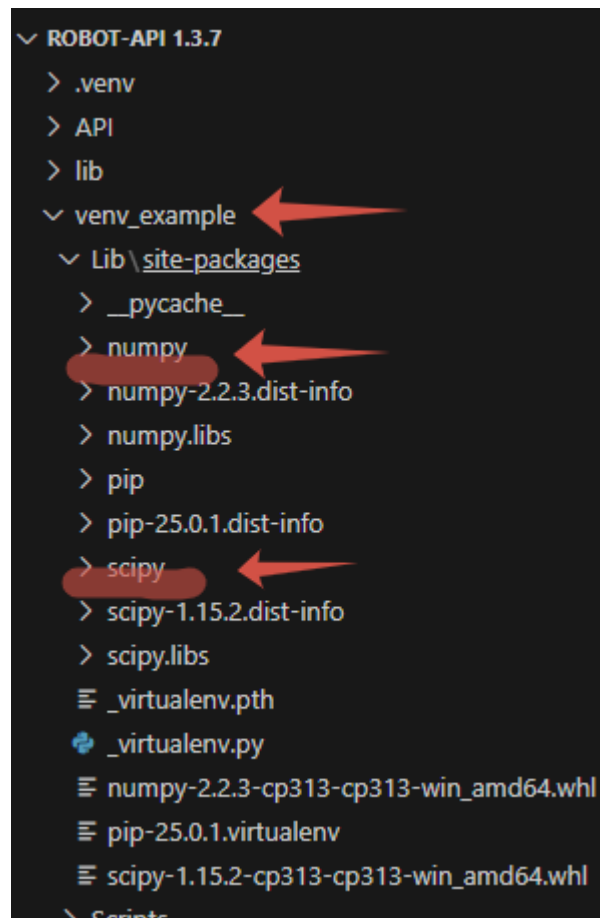 ROBOT-API 1.3.7
.venv
API
lib
venv_example
Lib\site-packages
__pycache__
numpy
numpy-2.2.3.dist-info
numpy.libs
pip
pip-25.0.1.dist-info
scipy
scipy-1.15.2.dist-info
scipy.libs
_virtualenv.pth
_virtualenv.py
numpy-2.2.3-cp313-cp313-win_amd64.whl
pip-25.0.1.virtualenv
scipy-1.15.2-cp313-cp313-win_amd64.whl
Scripts